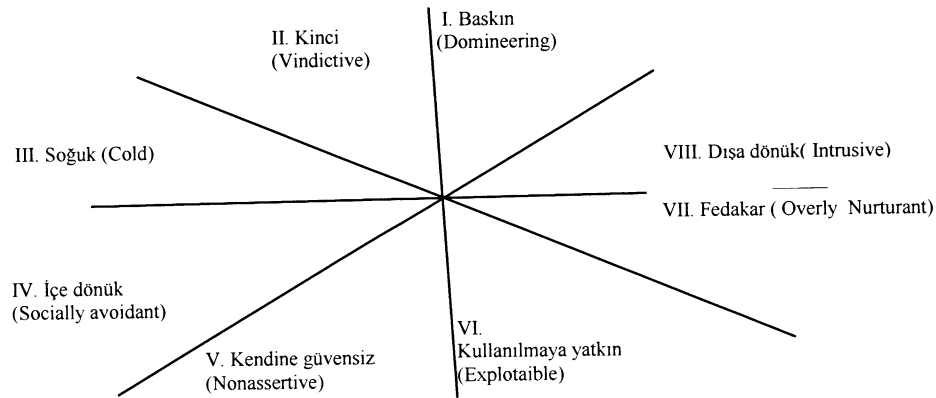 I. Baskın
(Domineering)
II. Kinci
(Vindictive)
III. Soğuk (Cold)
VIII. Dışa dönük( Intrusive)
VII. Fedakar ( Overly Nurturant)
IV. İçe dönük
(Socially avoidant)
V. Kendine güvensiz
(Nonassertive)
VI.
Kullanılmaya yatkın
(Explotaible)